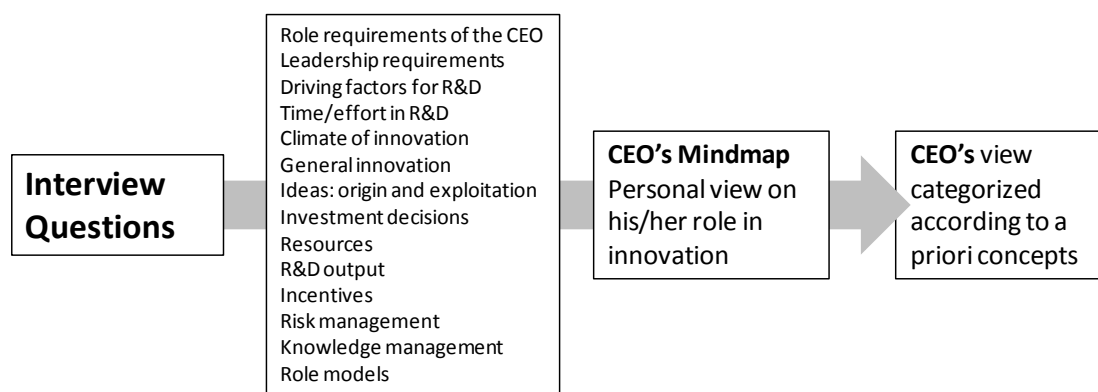 Interview
Questions
Role requirements of the CEO
Leadership requirements
Driving factors for R&D
Time/effort in R&D
Climate of innovation
General innovation
Ideas: origin and exploitation
Investment decisions
Resources
R&D output
Incentives
Risk management
Knowledge management
Role models
CEO's Mindmap
Personal view on
his/her role in
innovation
CEO's view
categorized
according to a
priori concepts